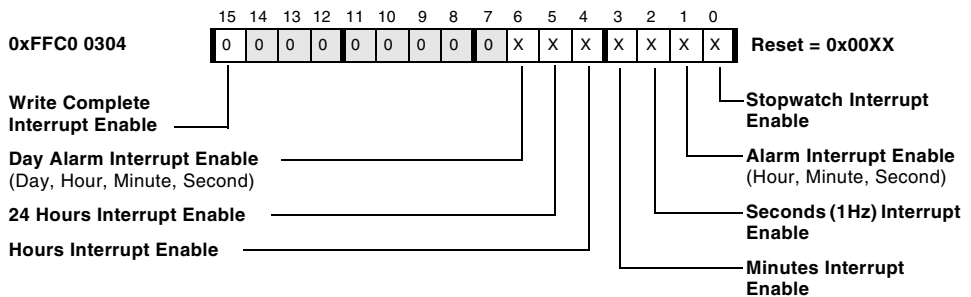 15 14 13 12 11 10 9 8 7 6 5 4 3 2 1 0
0xFFC0 0304
0 0 0 0 0 0 0 0 0 X X X X X X X
Reset = 0x00XX
Write Complete
Interrupt Enable
Day Alarm Interrupt Enable
(Day, Hour, Minute, Second)
24 Hours Interrupt Enable
Hours Interrupt Enable
Stopwatch Interrupt
Enable
Alarm Interrupt Enable
(Hour, Minute, Second)
Seconds (1Hz) Interrupt
Enable
Minutes Interrupt
Enable